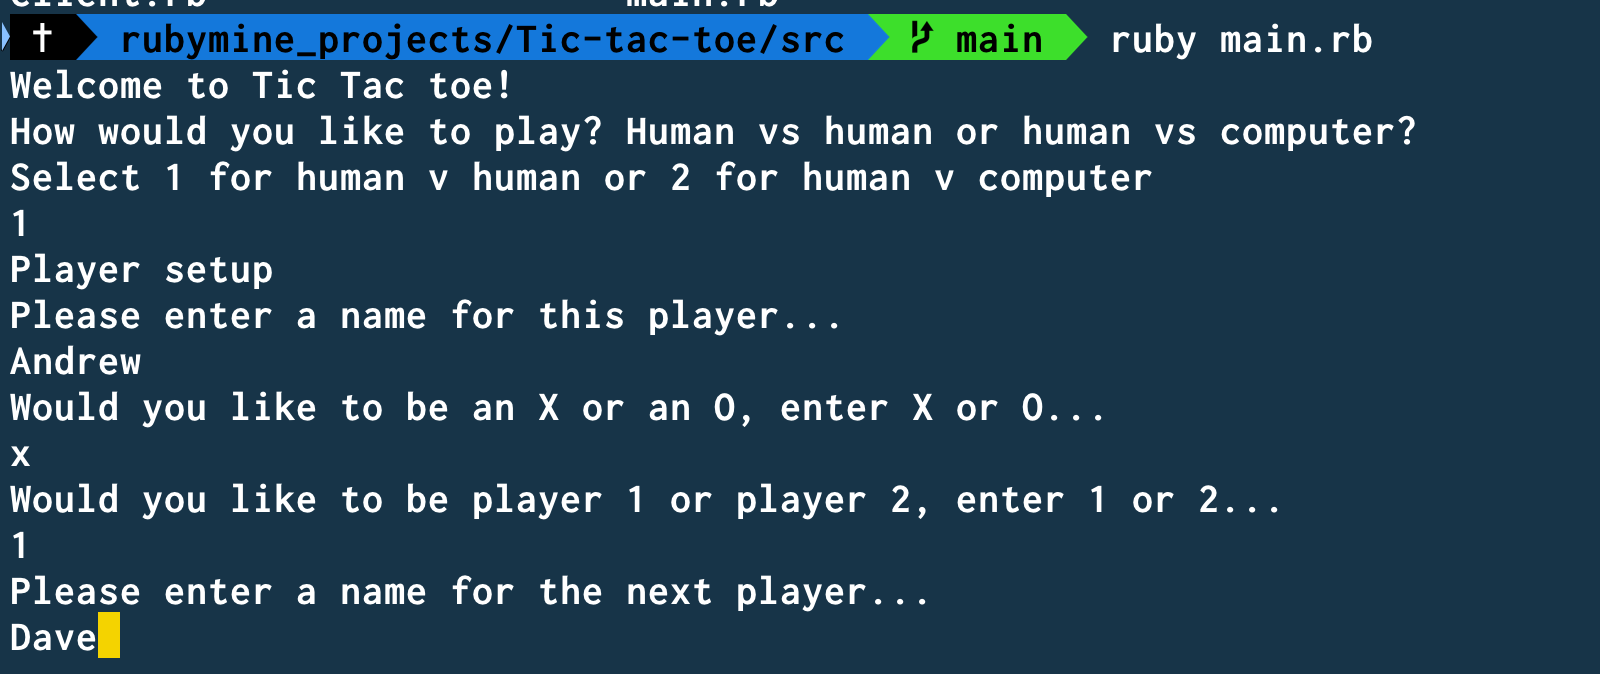 client.rb main.rb
† rubymine_projects/Tic-tac-toe/src main ruby main.rb
Welcome to Tic Tac toe!
How would you like to play? Human vs human or human vs computer?
Select 1 for human v human or 2 for human v computer
1
Player setup
Please enter a name for this player...
Andrew
Would you like to be an X or an O, enter X or O...
x
Would you like to be player 1 or player 2, enter 1 or 2...
1
Please enter a name for the next player...
Dave